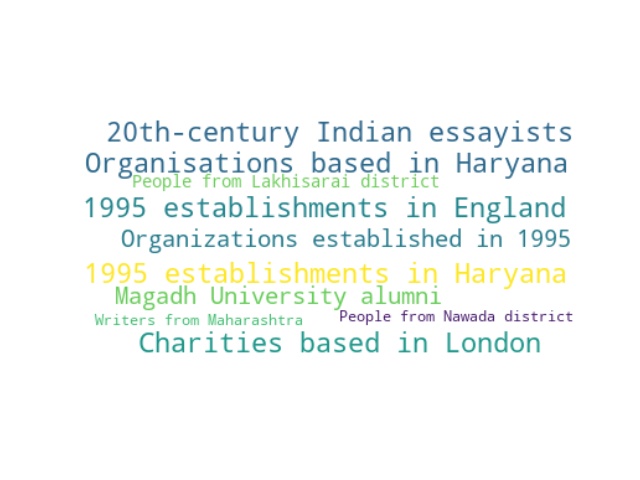 20th-century Indian essayists
Organisations based in Haryana
People from Lakhisarai district
1995 establishments in England
Organizations established in 1995
1995 establishments in Haryana
Magadh University alumni
Writers from Maharashtra
People from Nawada district
Charities based in London